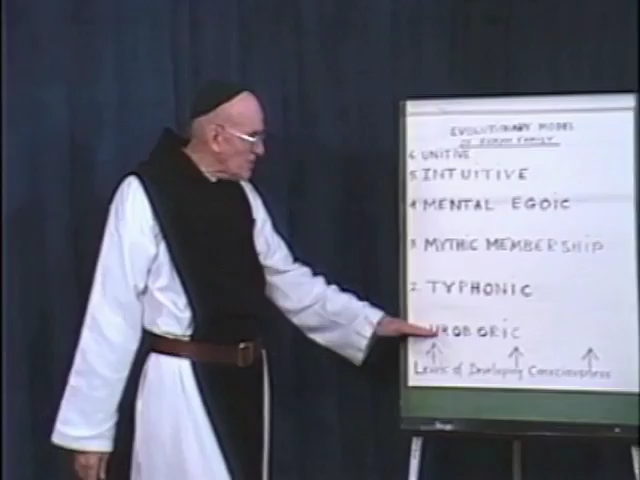 EVOLUTIONARY MODEL
OF HUMAN FAMILY
6 UNITIVE
5 INTUITIVE
4 MENTAL EGOIC
3 MYTHIC MEMBERSHIP
2 TYPHONIC
UROBORIC
Levels of Developing Consciousness